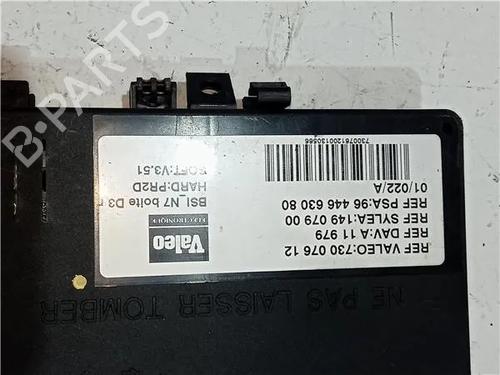 B-PARTS
7300761200130566
01/022/A
REF PSA:96 446 630 80
REF SYLEA:149 079 00
REF DAV:A 11 979
REF VALEO:730 076 12
SOFT:V3.51
HARD:PR2D
BSI_N7 boite D3
Valeo
ELECTRONIQUE
NE PAS LAISSER TOMBER